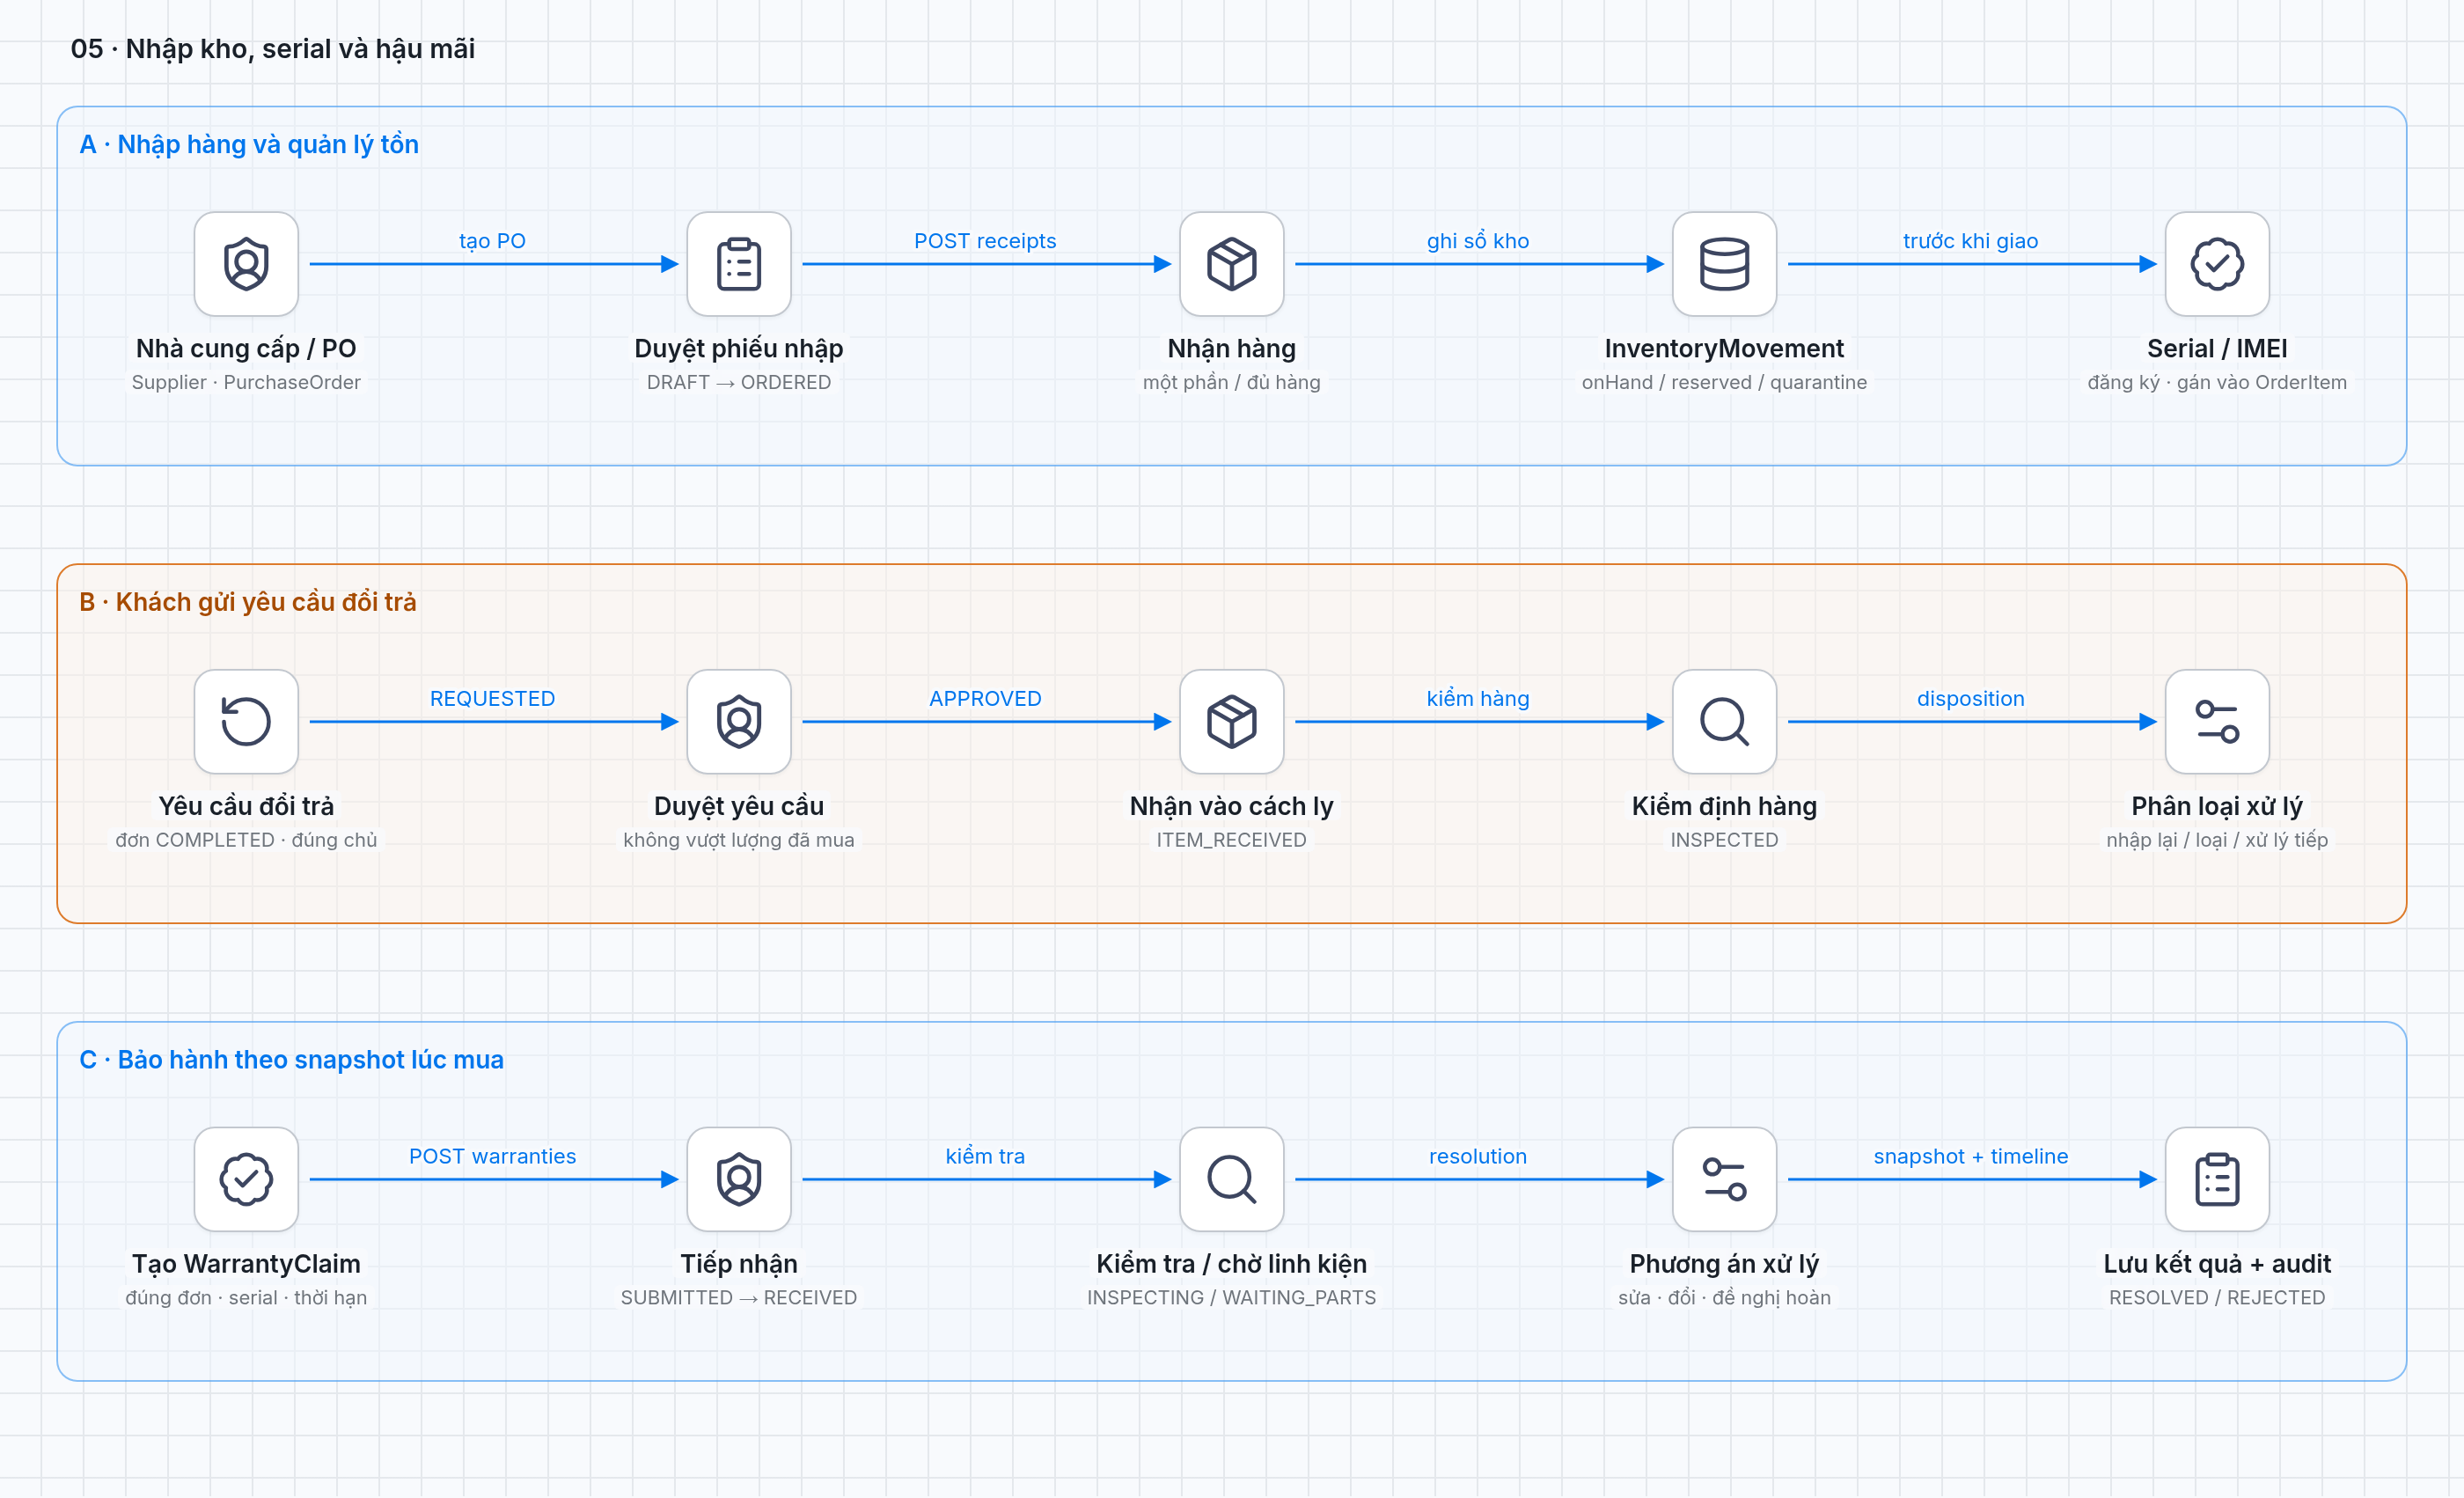 05 · Nhập kho, serial và hậu mãi
A · Nhập hàng và quản lý tồn
tạo PO
POST receipts
ghi sổ kho
trước khi giao
Nhà cung cấp / PO
Supplier · PurchaseOrder
Duyệt phiếu nhập
DRAFT → ORDERED
Nhận hàng
một phần / đủ hàng
InventoryMovement
onHand / reserved / quarantine
Serial / IMEI
đăng ký · gán vào OrderItem
B · Khách gửi yêu cầu đổi trả
REQUESTED
APPROVED
kiểm hàng
disposition
Yêu cầu đổi trả
đơn COMPLETED · đúng chủ
Duyệt yêu cầu
không vượt lượng đã mua
Nhận vào cách ly
ITEM_RECEIVED
Kiểm định hàng
INSPECTED
Phân loại xử lý
nhập lại / loại / xử lý tiếp
C · Bảo hành theo snapshot lúc mua
POST warranties
kiểm tra
resolution
snapshot + timeline
Tạo WarrantyClaim
đúng đơn · serial · thời hạn
Tiếp nhận
SUBMITTED → RECEIVED
Kiểm tra / chờ linh kiện
INSPECTING / WAITING_PARTS
Phương án xử lý
sửa · đổi · đề nghị hoàn
Lưu kết quả + audit
RESOLVED / REJECTED